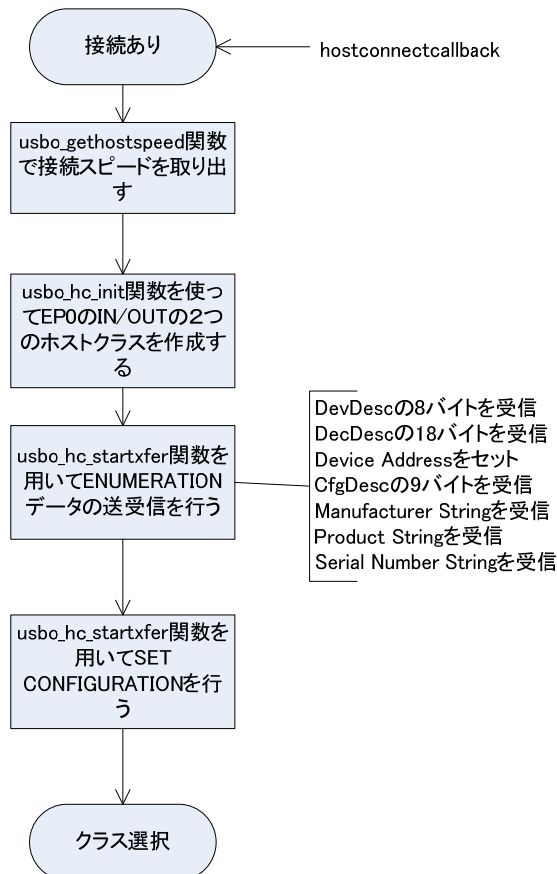 接続あり
hostconnectcallback
usbo_gethostspeed関数
で接続スピードを取り出
す
usbo_hc_init関数を使っ
てEP0のIN/OUTの２つ
のホストクラスを作成す
る
usbo_hc_startxfer関数を
用いてENUMERATION
データの送受信を行う
DevDescの8バイトを受信
DecDescの18バイトを受信
Device Addressをセット
CfgDescの9バイトを受信
Manufacturer Stringを受信
Product Stringを受信
Serial Number Stringを受信
usbo_hc_startxfer関数を
用いてSET
CONFIGURATIONを行
う
クラス選択